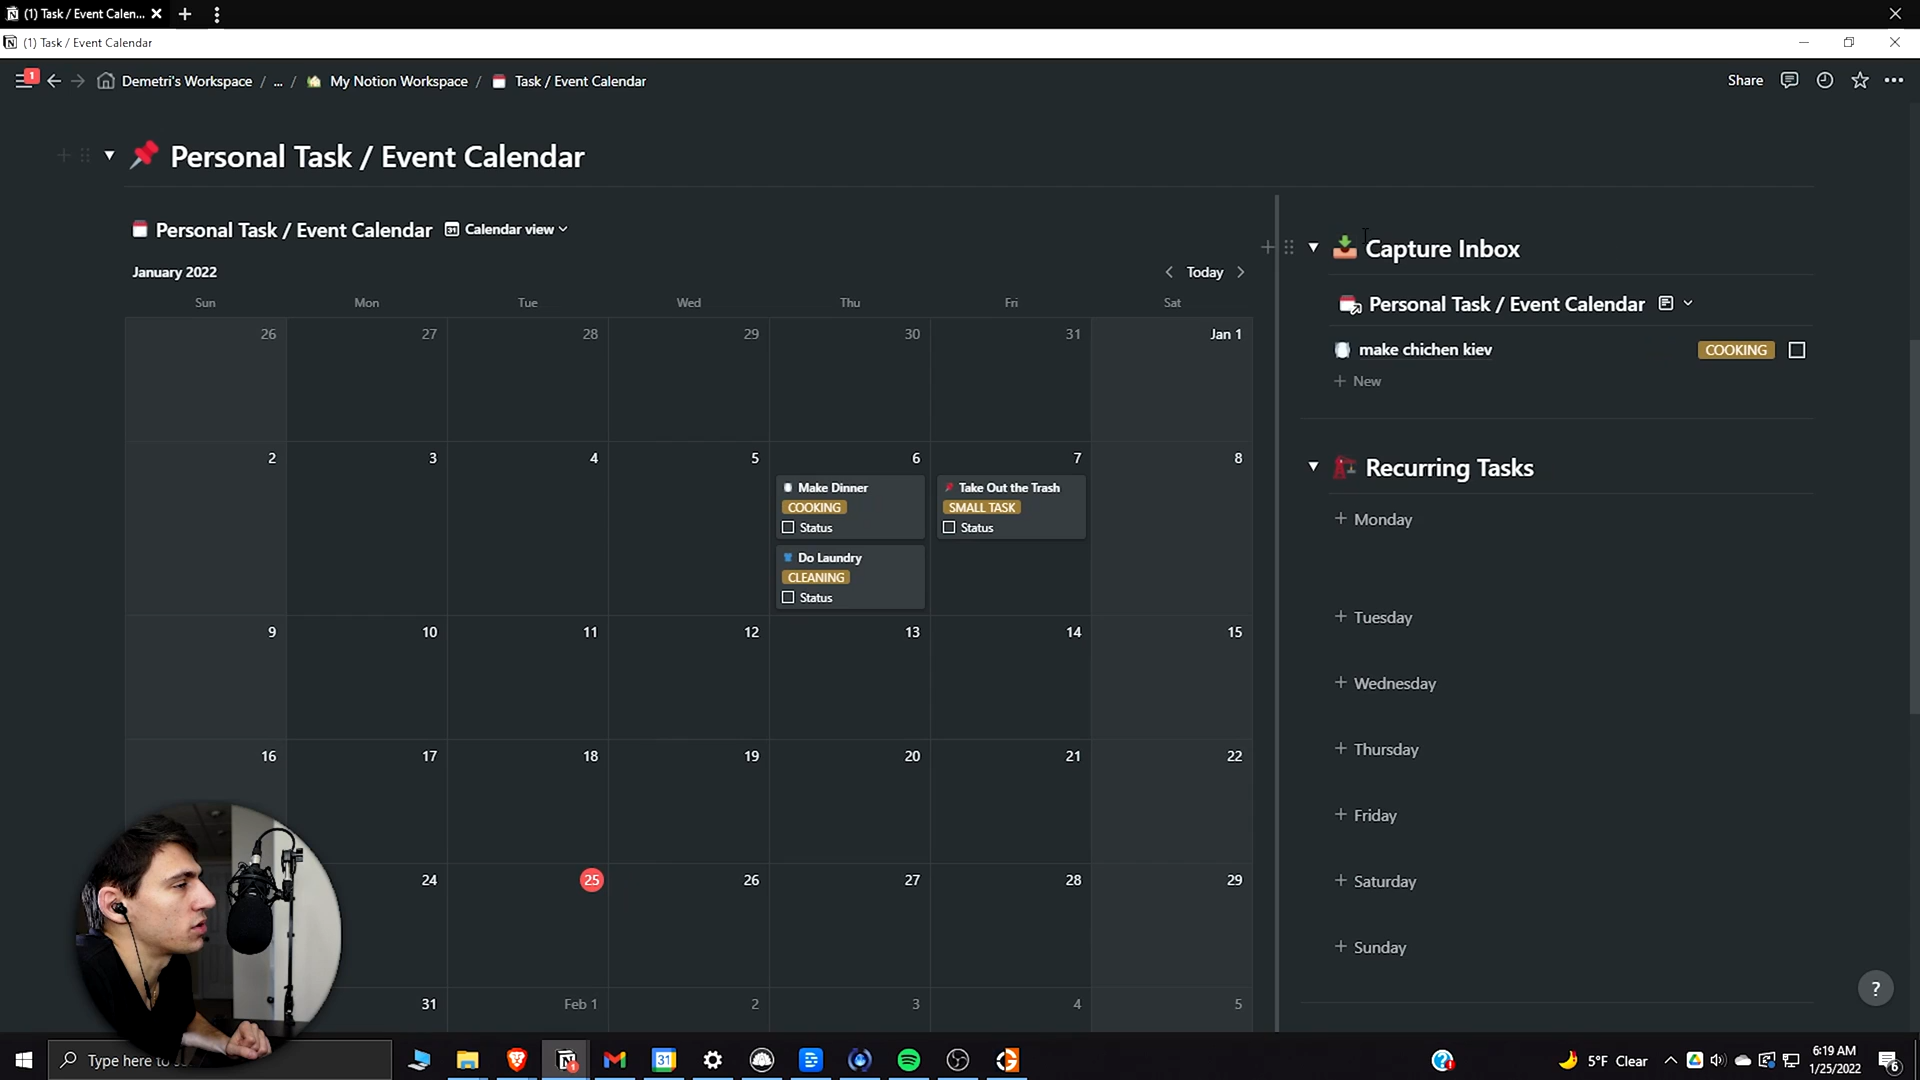 (1) Task / Event Calen...
(1) Task / Event Calendar
1
Demetri's Workspace / ... / My Notion Workspace / Task / Event Calendar
Share
Personal Task / Event Calendar
Personal Task / Event Calendar 31 Calendar view
January 2022
Today
Sun Mon Tue Wed Thu Fri Sat
26 27 28 29 30 31 Jan 1
2 3 4 5 6 7 8
Make Dinner
COOKING
Status
Do Laundry
CLEANING
Status
Take Out the Trash
SMALL TASK
Status
9 10 11 12 13 14 15
16 17 18 19 20 21 22
24 25 26 27 28 29
31 Feb 1 2 3 4 5
Capture Inbox
Personal Task / Event Calendar
make chichen kiev COOKING
+ New
Recurring Tasks
+ Monday
+ Tuesday
+ Wednesday
+ Thursday
+ Friday
+ Saturday
+ Sunday
?
Type here to
31
5°F Clear
6:19 AM
1/25/2022
6